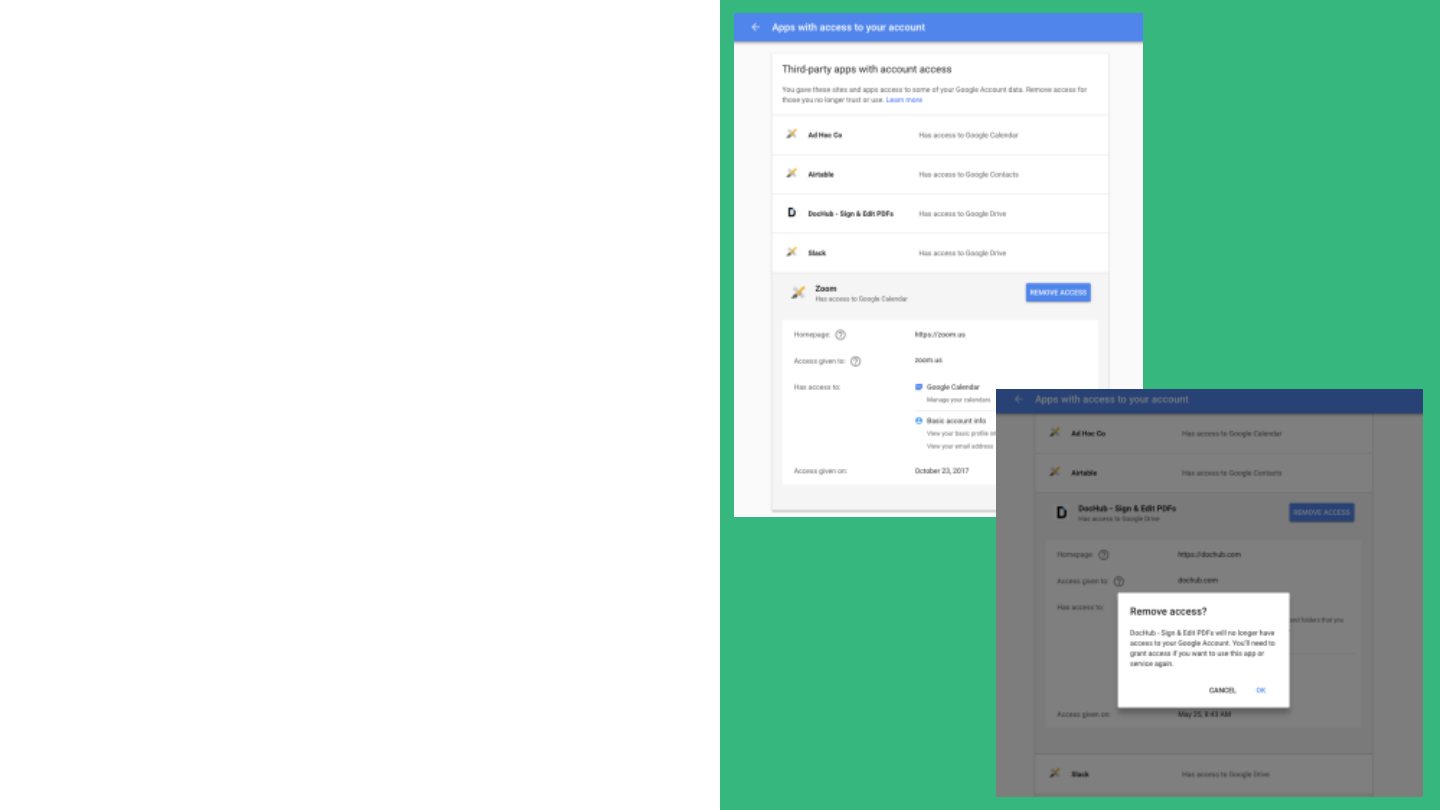 Apps with access to your account
Third-party apps with account access
You gave these sites and apps access to some of your Google Account data. Remove access for
those you no longer trust or use. Learn more
Ad Hoc Co Has access to Google Calendar
Airtable Has access to Google Contacts
DocHub - Sign & Edit PDFs Has access to Google Drive
Slack Has access to Google Drive
Zoom
Has access to Google Calendar
REMOVE ACCESS
Homepage: https://zoom.us
Access given to: zoom.us
Has access to: Google Calendar
Manage your calendars
Basic account info
View your basic profile
View your email address
Access given on: October 23, 2017
Apps with access to your account
Ad Hoc Co Has access to Google Calendar
Airtable Has access to Google Contacts
DocHub - Sign & Edit PDFs
Has access to Google Drive
REMOVE ACCESS
Homepage: https://dochub.com
Access given to: dochub.com
Has access to:
and folders that you
Remove access?
DocHub - Sign & Edit PDFs will no longer have
access to your Google Account. You'll need to
grant access if you want to use this app or
service again.
CANCEL OK
Access given on: May 25, 8:43 AM
Slack Has access to Google Drive